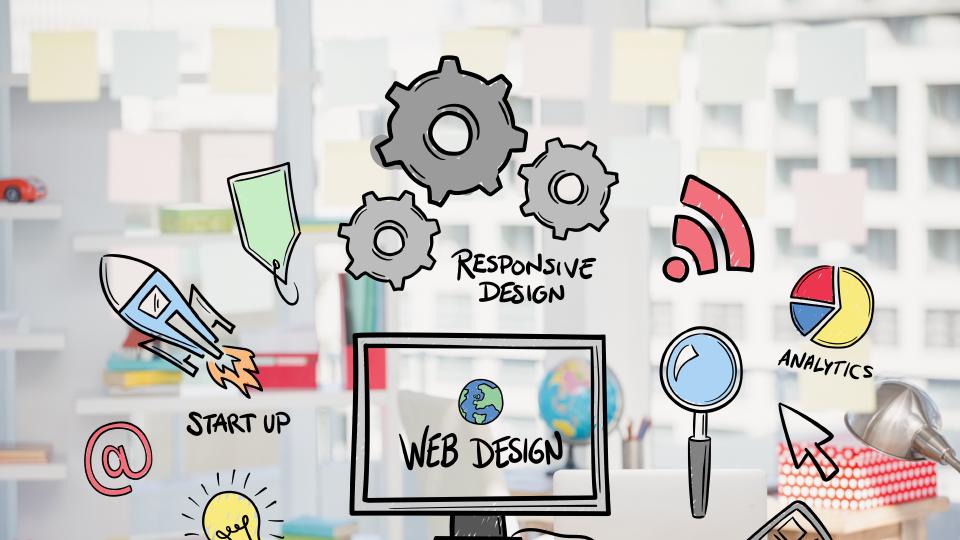 RESPONSIVE
DESIGN
ANALYTICS
START UP
WEB DESIGN
@